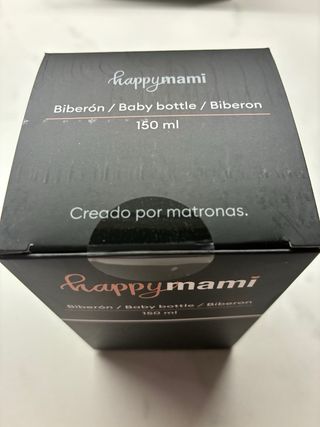 happymami
Biberón / Baby bottle / Biberon
150 ml
Creado por matronas.
happymami
Biberón / Baby bottle / Biberon
150 ml